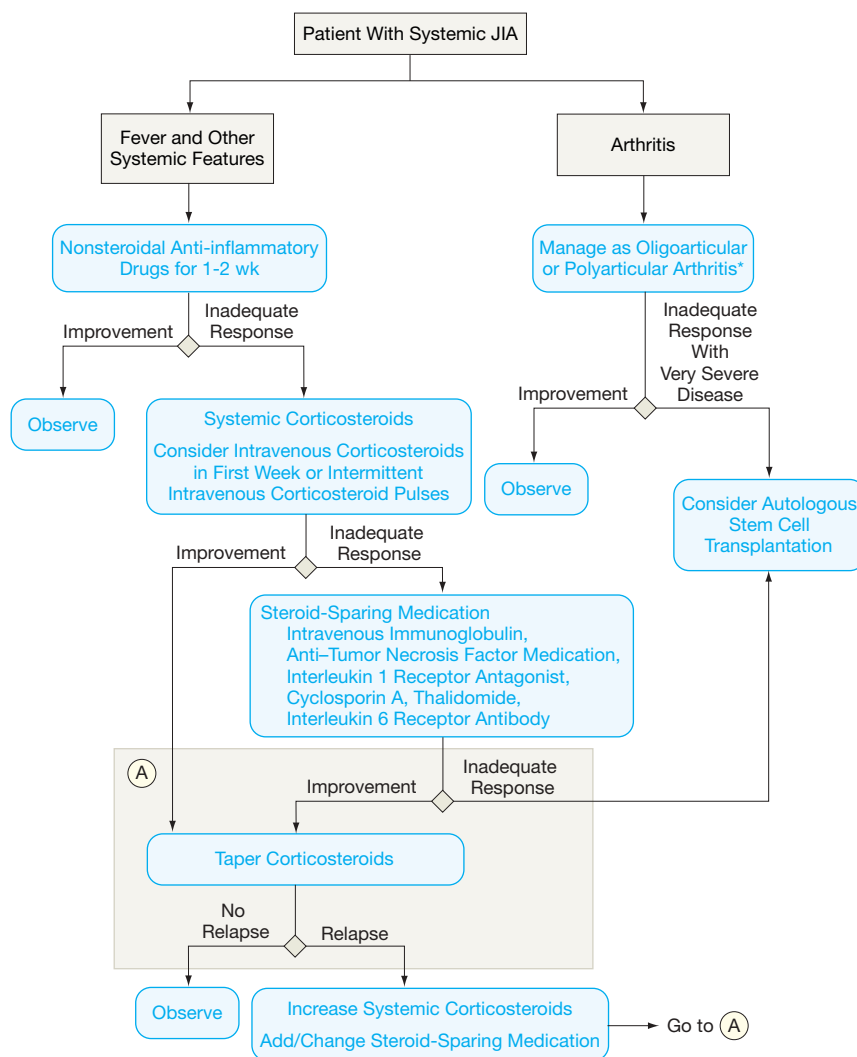 Patient With Systemic JIA
Fever and Other
Systemic Features
Arthritis
Nonsteroidal Anti-inflammatory
Drugs for 1-2 wk
Manage as Oligoarticular
or Polyarticular Arthritis*
Improvement
Inadequate
Response
Inadequate
Response
With
Very Severe
Disease
Improvement
Observe
Systemic Corticosteroids
Consider Intravenous Corticosteroids
in First Week or Intermittent
Intravenous Corticosteroid Pulses
Observe
Consider Autologous
Stem Cell
Transplantation
Improvement
Inadequate
Response
Steroid-Sparing Medication
Intravenous Immunoglobulin,
Anti–Tumor Necrosis Factor Medication,
Interleukin 1 Receptor Antagonist,
Cyclosporin A, Thalidomide,
Interleukin 6 Receptor Antibody
A
Improvement
Inadequate
Response
Taper Corticosteroids
No
Relapse
Relapse
Observe
Increase Systemic Corticosteroids
Add/Change Steroid-Sparing Medication
Go to A